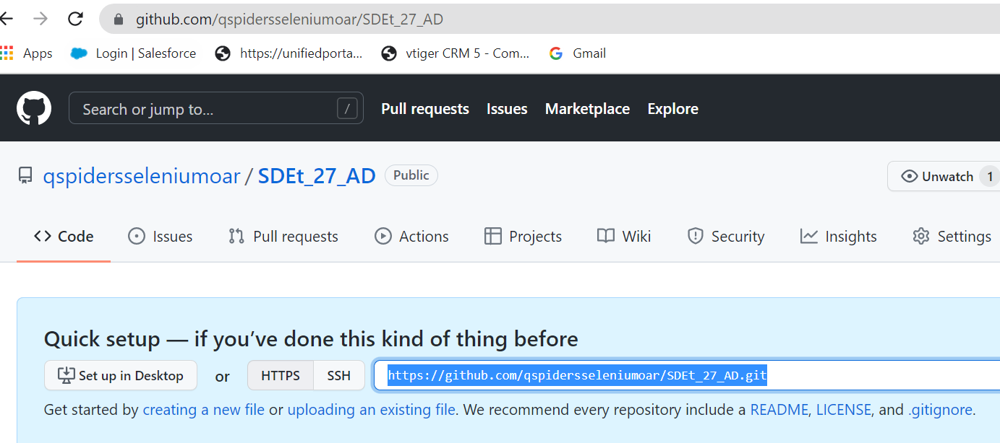 github.com/qspidersseleniumoar/SDEt_27_AD
Apps Login | Salesforce https://unifiedporta... vtiger CRM 5 - Com... Gmail
Search or jump to... / Pull requests Issues Marketplace Explore
qspidersseleniumoar / SDEt_27_AD Public Unwatch 1
Code Issues Pull requests Actions Projects Wiki Security Insights Settings
Quick setup — if you’ve done this kind of thing before
Set up in Desktop or HTTPS SSH https://github.com/qspidersseleniumoar/SDEt_27_AD.git
Get started by creating a new file or uploading an existing file. We recommend every repository include a README, LICENSE, and .gitignore.